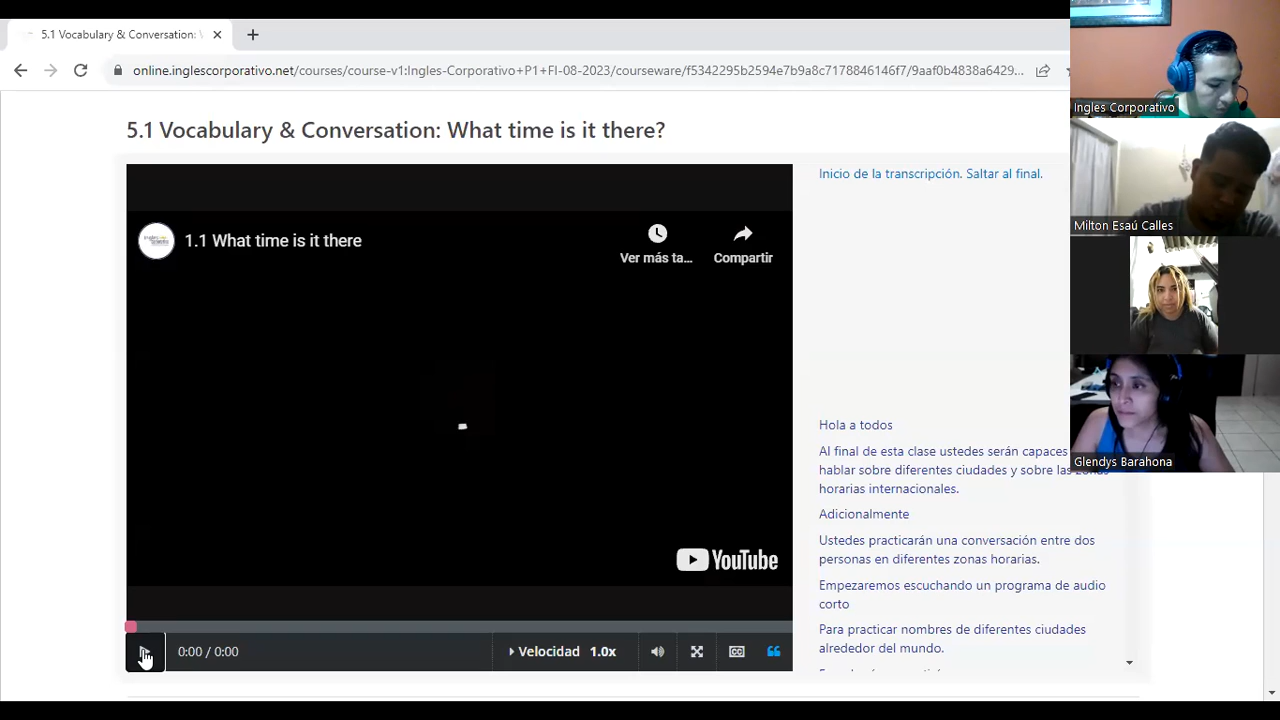 5.1 Vocabulary & Conversation: V
online.inglescorporativo.net/courses/course-v1:Ingles-Corporativo+P1+FI-08-2023/courseware/f5342295b2594e7b9a8c7178846146f7/9aaf0b4838a6429...
5.1 Vocabulary & Conversation: What time is it there?
1.1 What time is it there
Ver más ta...
Compartir
YouTube
0:00 / 0:00
Velocidad 1.0x
Inicio de la transcripción. Saltar al final.
Hola a todos
Al final de esta clase ustedes serán capaces
hablar sobre diferentes ciudades y sobre las zonas
horarias internacionales.
Adicionalmente
Ustedes practicarán una conversación entre dos
personas en diferentes zonas horarias.
Empezaremos escuchando un programa de audio
corto
Para practicar nombres de diferentes ciudades
alrededor del mundo.
Ingles Corporativo
Milton Esaú Calles
Glendys Barahona